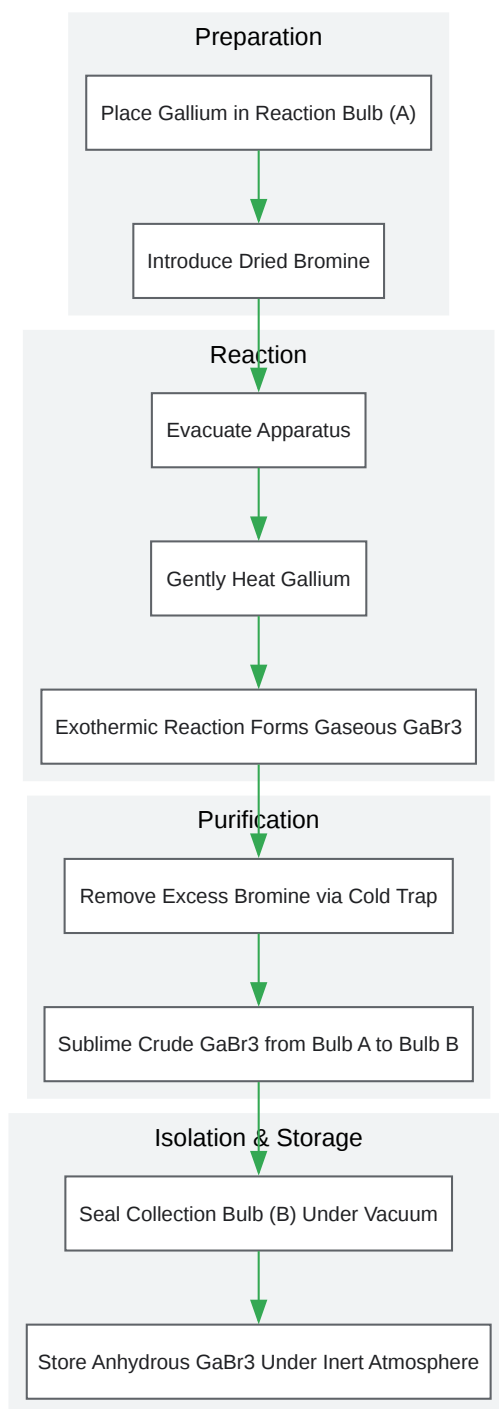 Preparation
Place Gallium in Reaction Bulb (A)
Introduce Dried Bromine
Reaction
Evacuate Apparatus
Gently Heat Gallium
Exothermic Reaction Forms Gaseous GaBr3
Purification
Remove Excess Bromine via Cold Trap
Sublime Crude GaBr3 from Bulb A to Bulb B
Isolation & Storage
Seal Collection Bulb (B) Under Vacuum
Store Anhydrous GaBr3 Under Inert Atmosphere